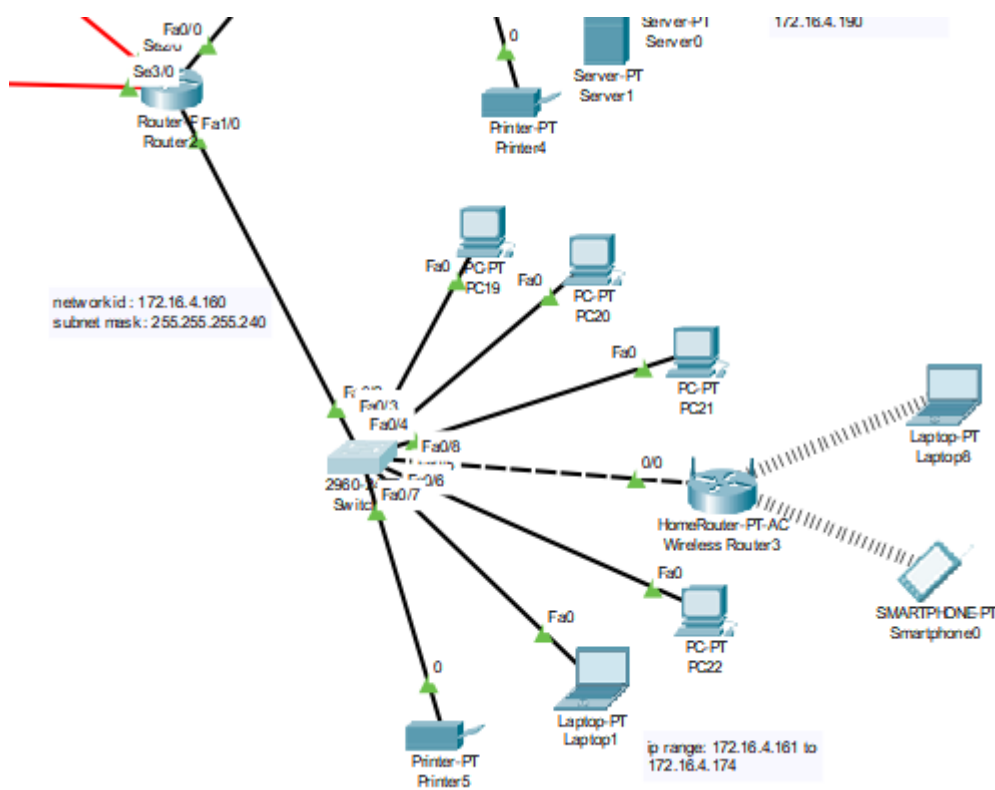 Fa0/0
Server-PT
Server0
172.16.4.190
Se3/0
0
Server-PT
Server1
Fa1/0
Printer-PT
Printer4
Fa0
PC-PT
PC19
Fa0
PC-PT
PC20
networkid : 172.16.4.160
subnet mask : 255.255.255.240
Fa0
PC-PT
PC21
Fa0/3
Fa0/4
Fa0/8
Laptop-PT
Laptop8
0/0
Fa0/6
Fa0/7
HomeRouter-PT-AC
Wireless Router3
Fa0
SMARTPHONE-PT
Smartphone0
PC-PT
PC22
Fa0
0
Laptop-PT
Laptop1
ip range: 172.16.4.161 to
172.16.4.174
Printer-PT
Printer5